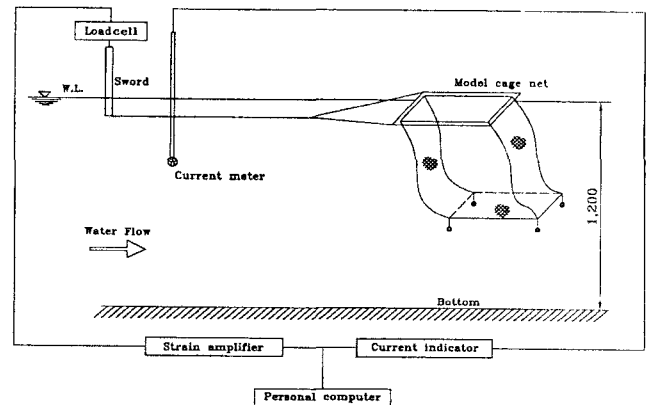 Loadcell
W.L.
Sword
Model cage net
Current meter
1,200
Water Flow
Bottom
Strain amplifier
Current indicator
Personal computer